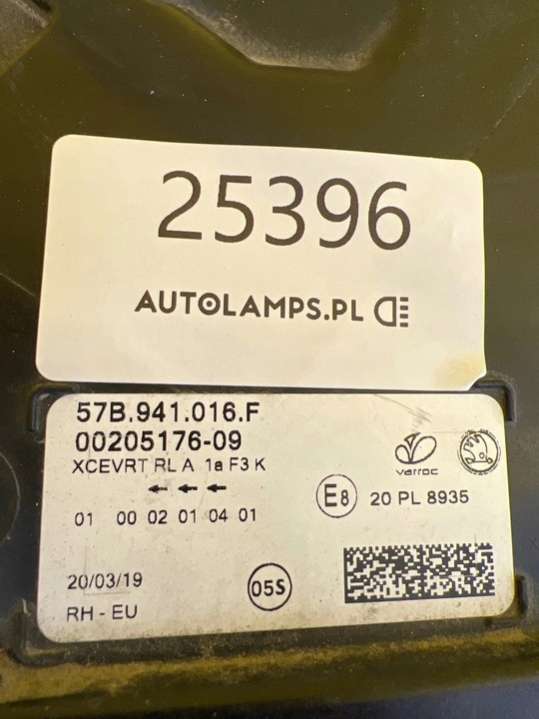 25396
AUTOLAMPS.PL
57B.941.016.F
00205176-09
XCEVRT RL A 1a F3 K
varroc
E8 20 PL 8935
01 00 02 01 04 01
20/03/19
05S
RH - EU